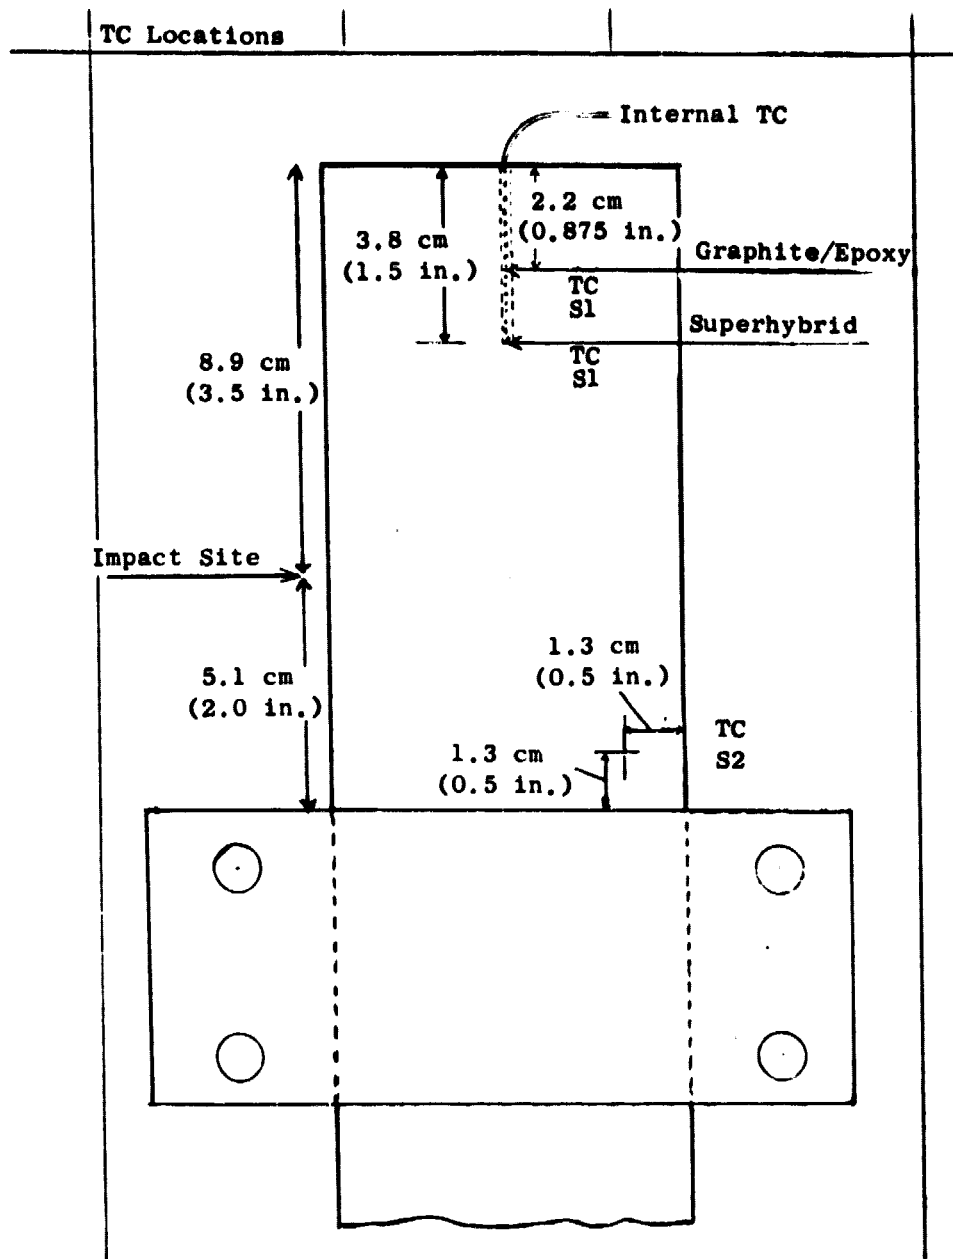 TC Locations
Internal TC
2.2 cm
(0.875 in.)
3.8 cm
(1.5 in.)
Graphite/Epoxy
TC
S1
Superhybrid
TC
S1
8.9 cm
(3.5 in.)
Impact Site
1.3 cm
(0.5 in.)
5.1 cm
(2.0 in.)
TC
S2
1.3 cm
(0.5 in.)